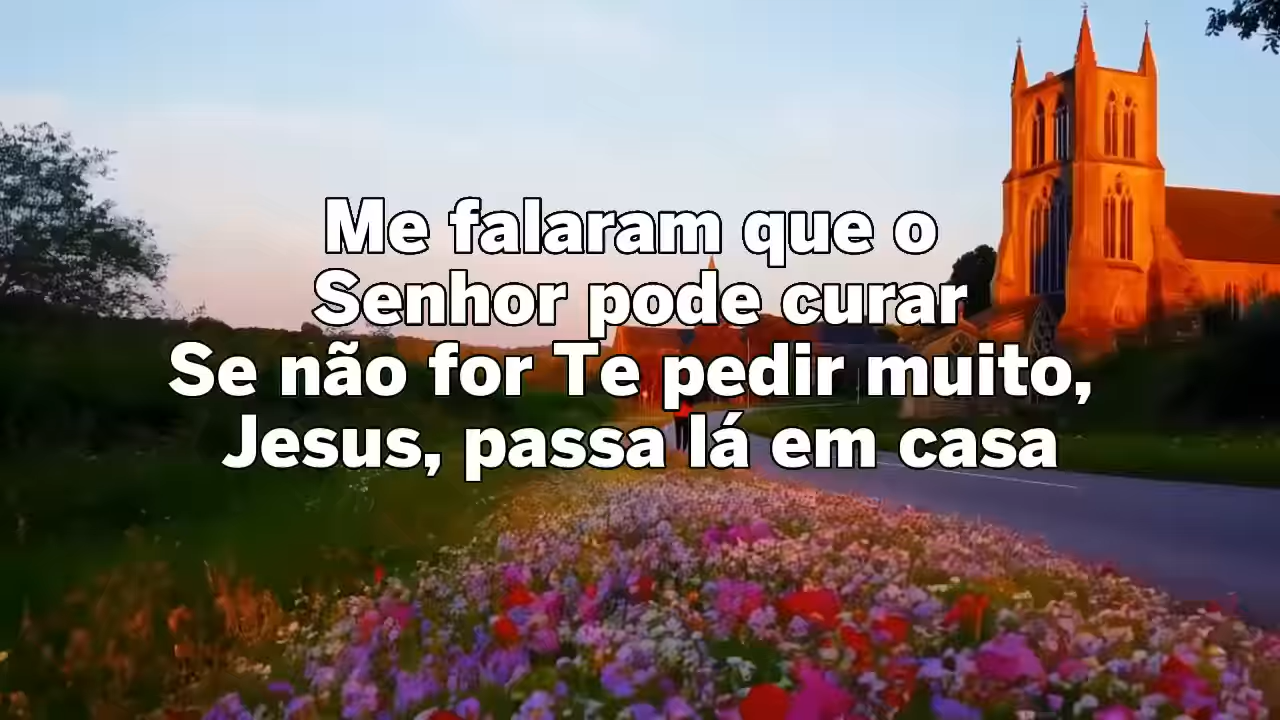 Me falaram que o
Senhor pode curar
Se não for Te pedir muito,
Jesus, passa lá em casa